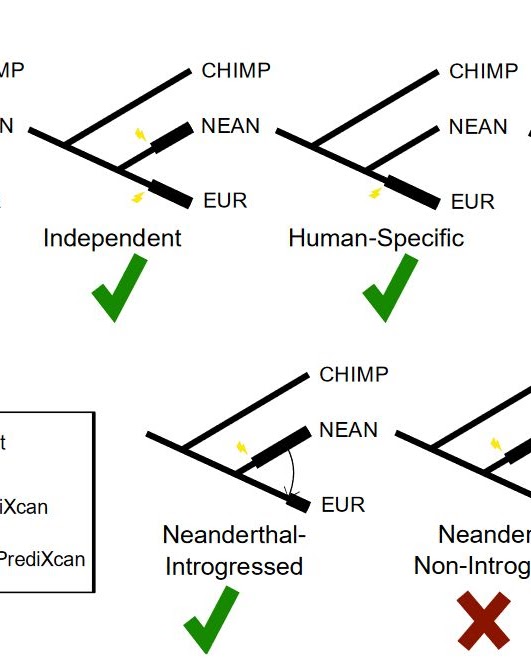 MP
CHIMP
CHIMP
N
NEAN
NEAN
EUR
EUR
Independent
Human-Specific
CHIMP
NEAN
EUR
t
iXcan
PrediXcan
Neanderthal-
Introgressed
Neander
Non-Introg